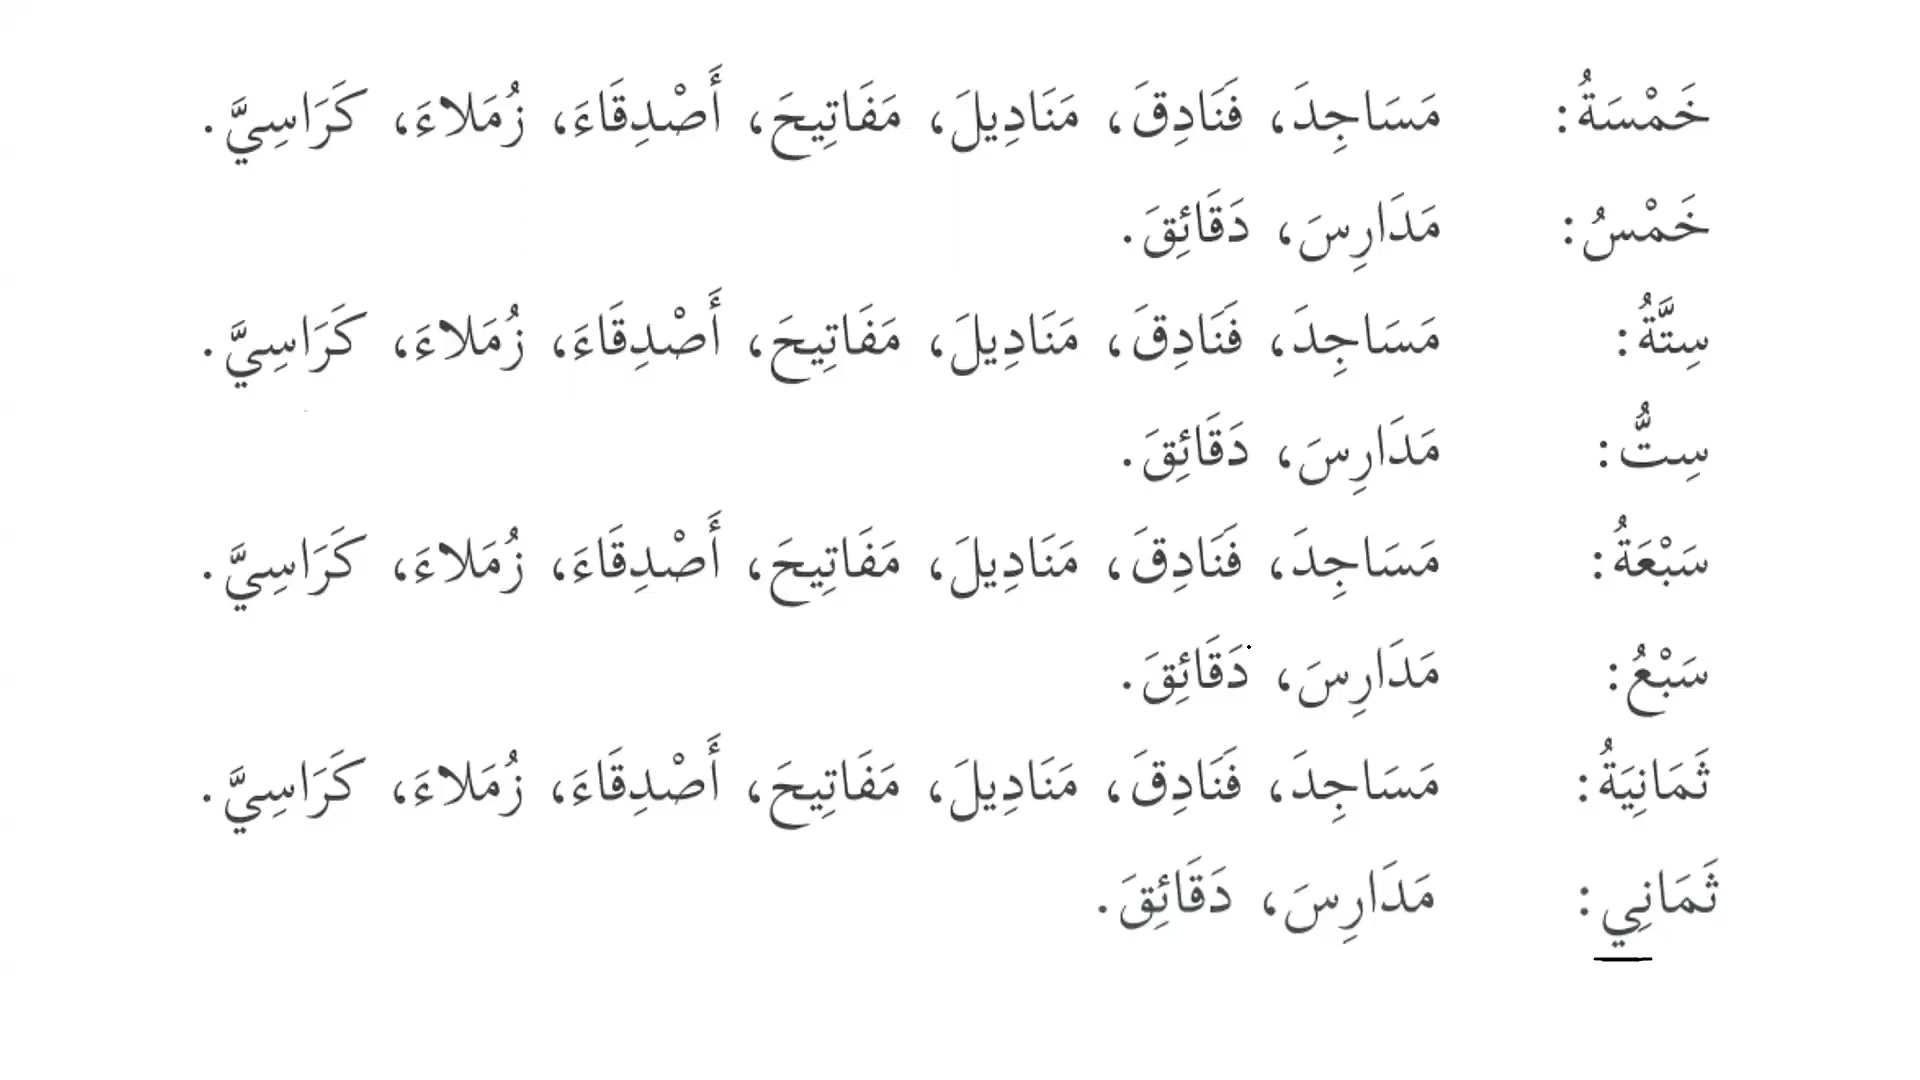 خَمْسَةُ: مَسَاجِدَ، فَنَادِقَ، مَنَادِيلَ، مَفَاتِيحَ، أَصْدِقَاءَ، زُمَلاءَ، كَرَاسِيَّ.
خَمْسُ: مَدَارِسَ، دَقَائِقَ.
سِتَّةُ: مَسَاجِدَ، فَنَادِقَ، مَنَادِيلَ، مَفَاتِيحَ، أَصْدِقَاءَ، زُمَلاءَ، كَرَاسِيَّ.
سِتُّ: مَدَارِسَ، دَقَائِقَ.
سَبْعَةُ: مَسَاجِدَ، فَنَادِقَ، مَنَادِيلَ، مَفَاتِيحَ، أَصْدِقَاءَ، زُمَلاءَ، كَرَاسِيَّ.
سَبْعُ: مَدَارِسَ، دَقَائِقَ.
ثَمَانِيَةُ: مَسَاجِدَ، فَنَادِقَ، مَنَادِيلَ، مَفَاتِيحَ، أَصْدِقَاءَ، زُمَلاءَ، كَرَاسِيَّ.
ثَمَانِي: مَدَارِسَ، دَقَائِقَ.